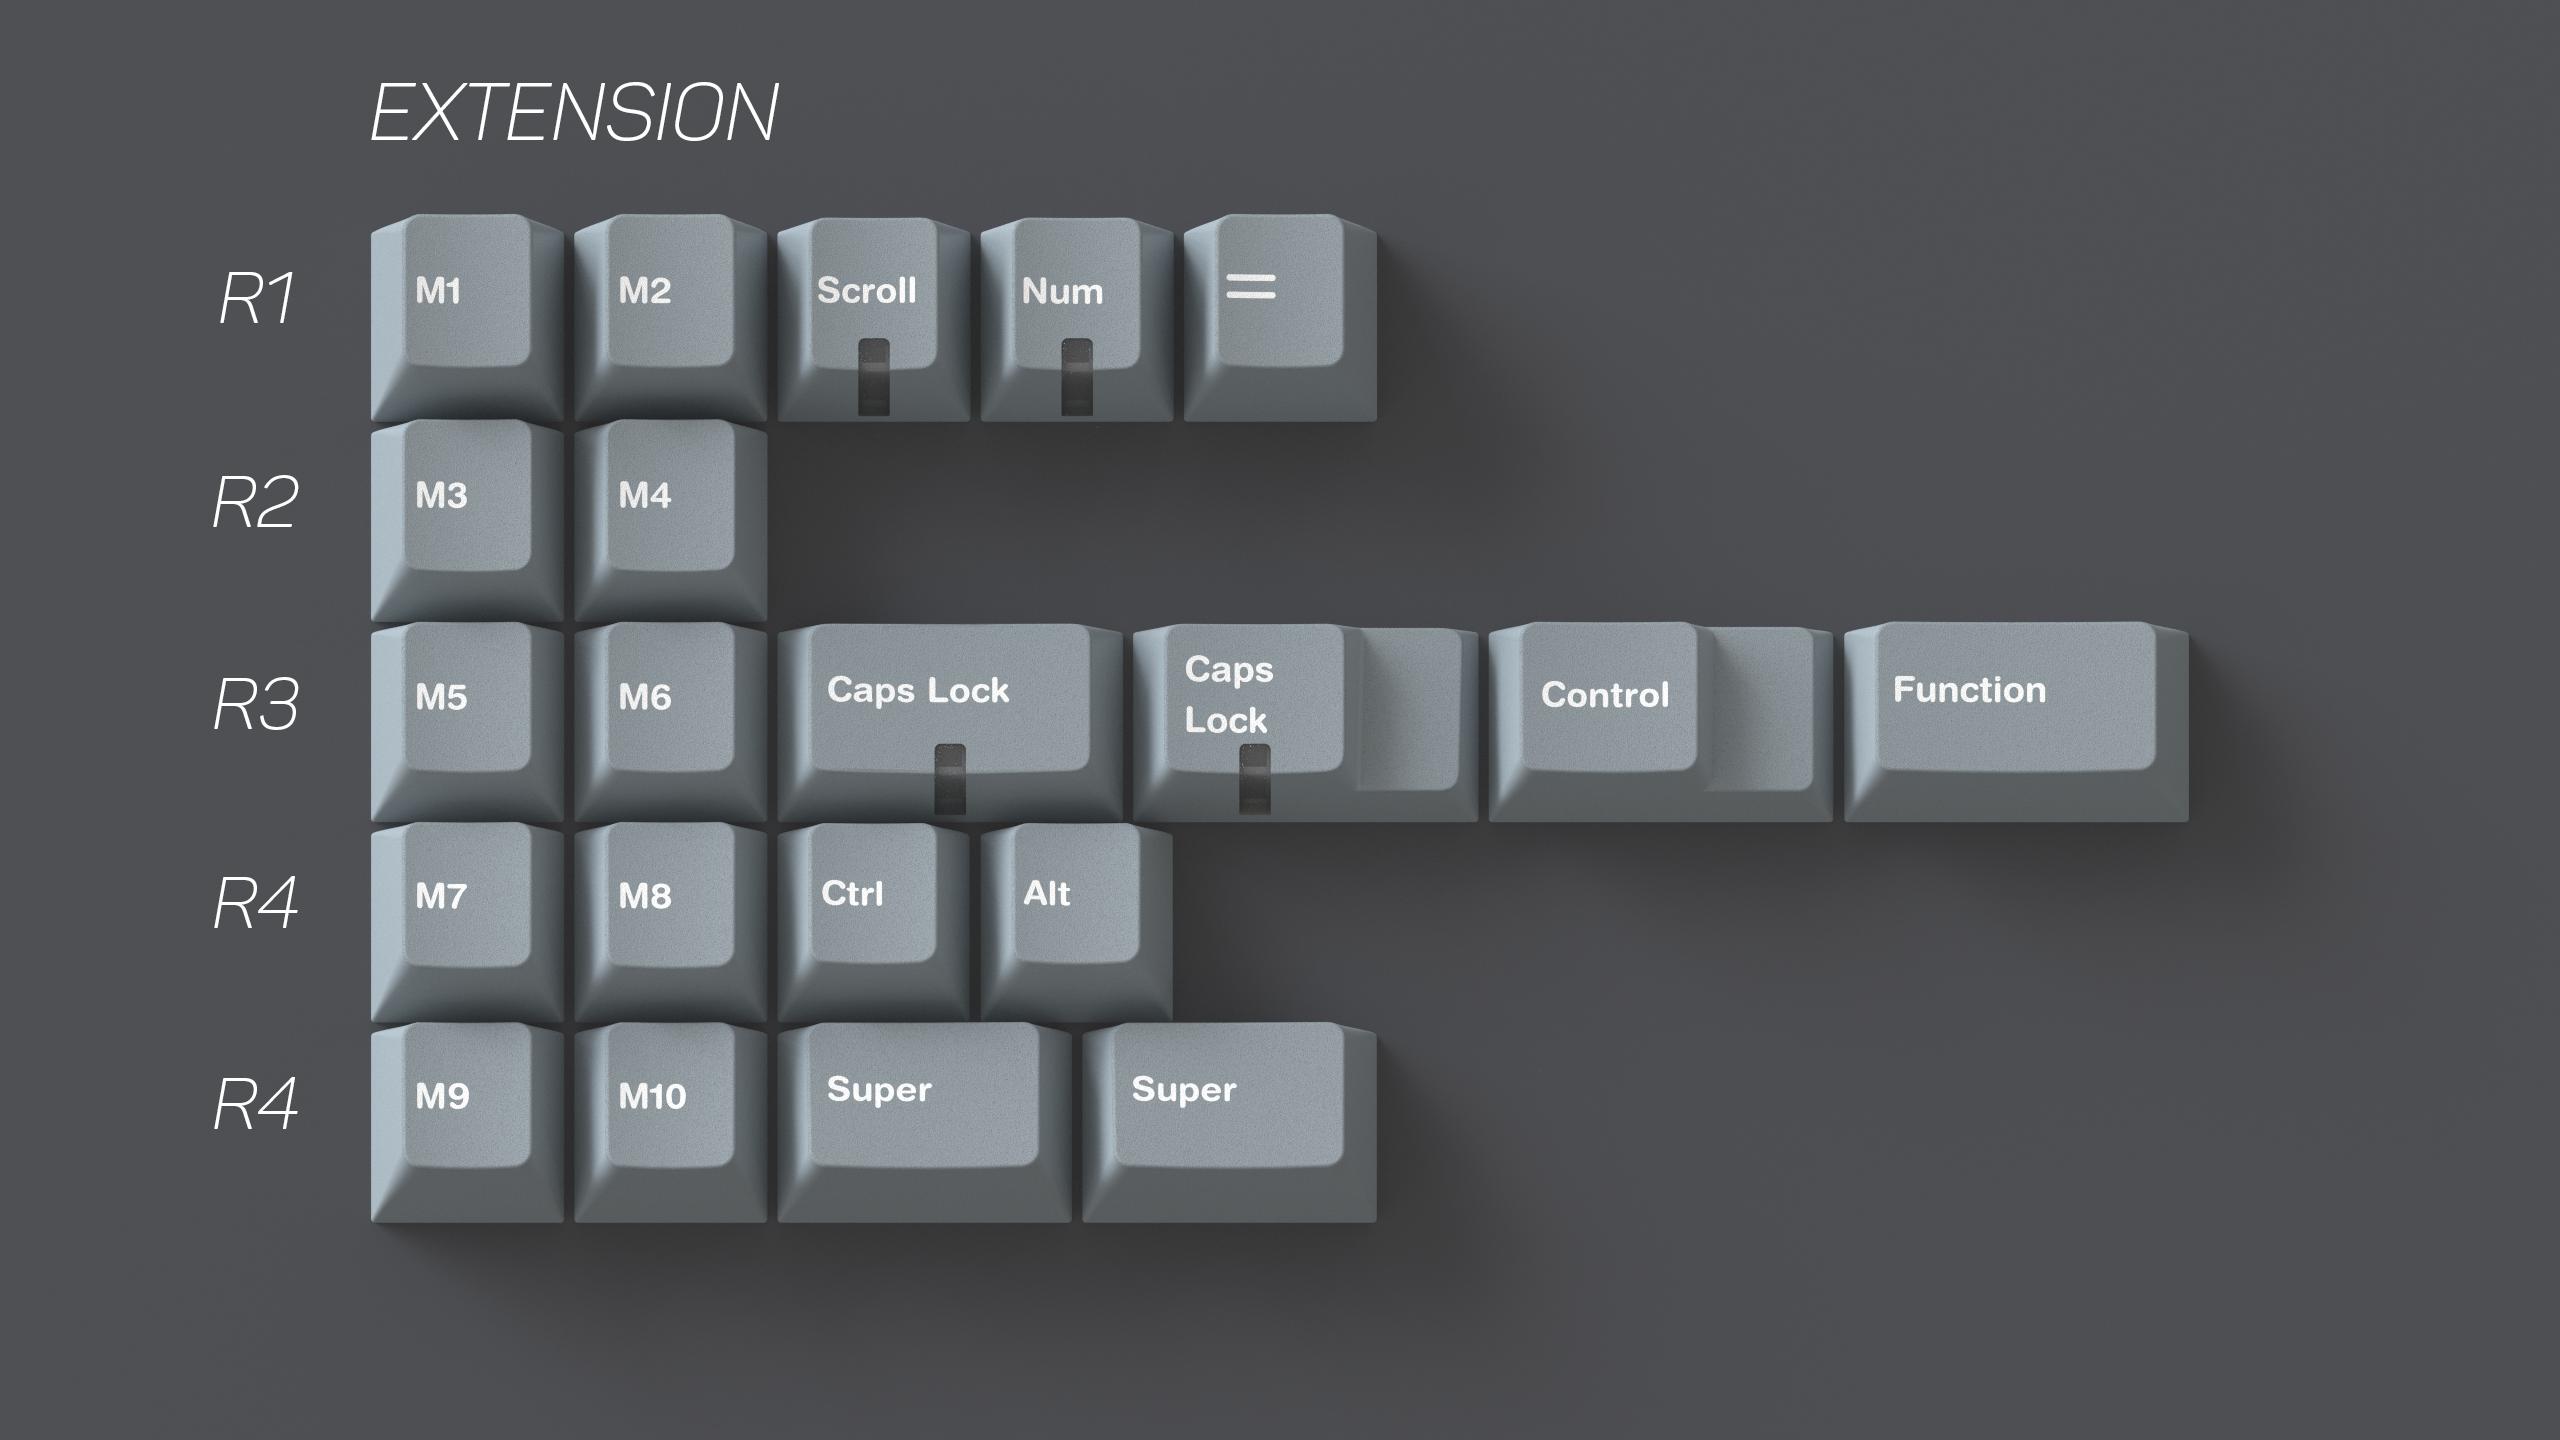 EXTENSION
R1 M1 M2 Scroll Num =
R2 M3 M4
R3 M5 M6 Caps Lock Caps Lock Control Function
R4 M7 M8 Ctrl Alt
R4 M9 M10 Super Super